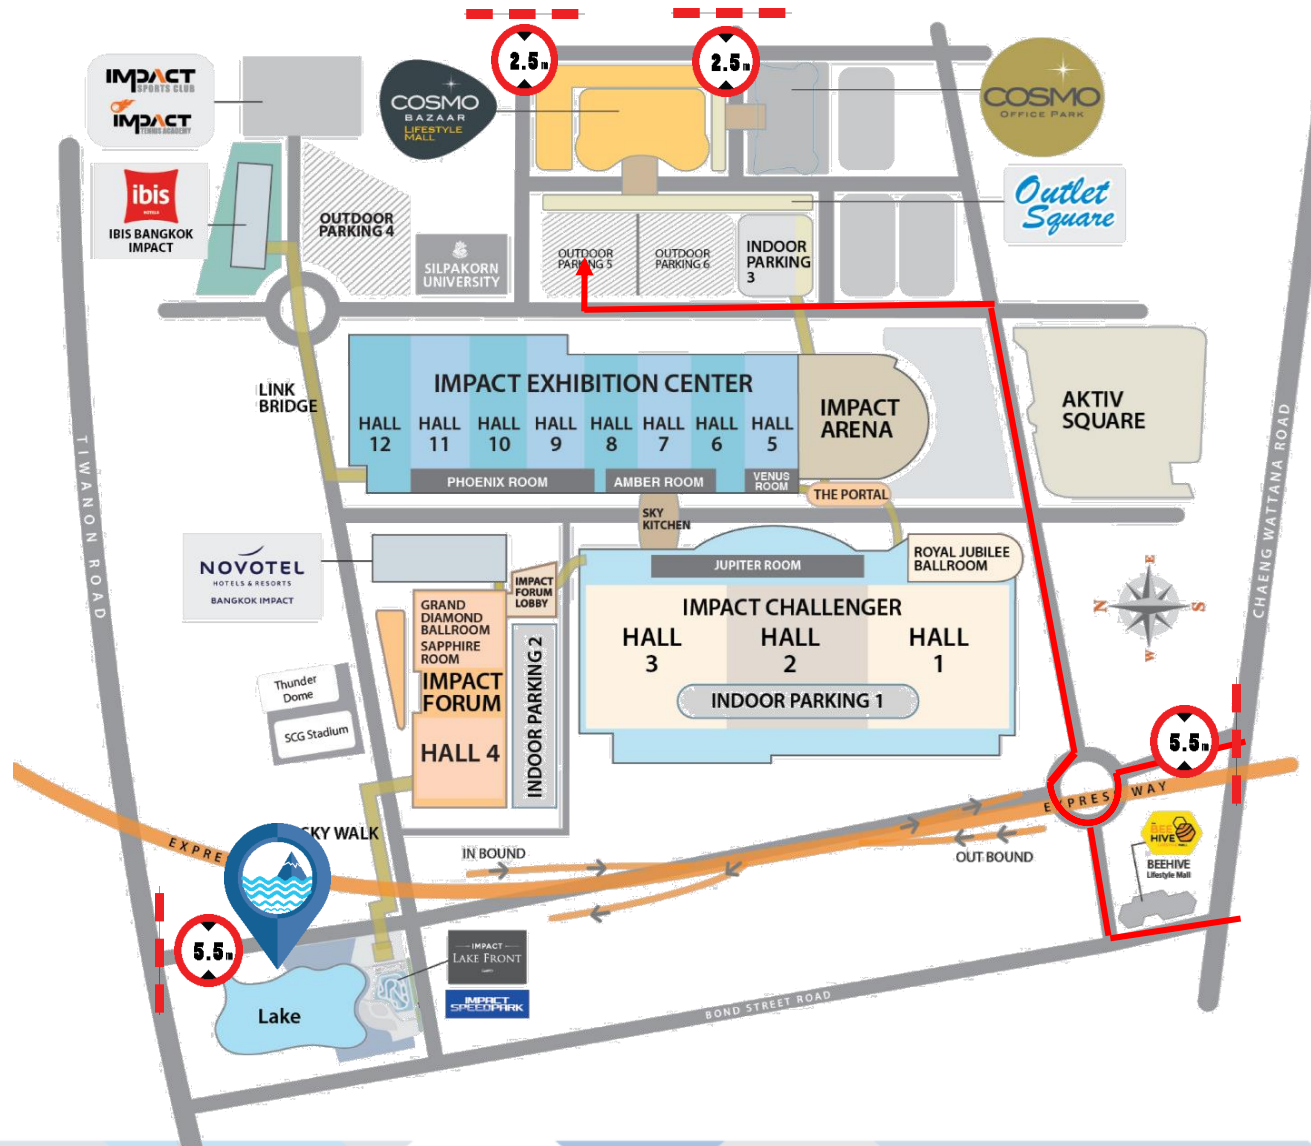 2.5m
2.5m
IMPACT
SPORTS CLUB
IMPACT
TENNIS ACADEMY
COSMO
BAZAAR
LIFESTYLE
MALL
COSMO
OFFICE PARK
ibis
HOTELS
IBIS BANGKOK
IMPACT
Outlet
Square
OUTDOOR
PARKING 4
SILPAKORN
UNIVERSITY
OUTDOOR
PARKING 5
OUTDOOR
PARKING 6
INDOOR
PARKING
3
LINK
BRIDGE
IMPACT EXHIBITION CENTER
HALL
12
HALL
11
HALL
10
HALL
9
HALL
8
HALL
7
HALL
6
HALL
5
IMPACT
ARENA
AKTIV
SQUARE
PHOENIX ROOM
AMBER ROOM
VENUS
ROOM
THE PORTAL
SKY
KITCHEN
TIWANON ROAD
CHAENG WATTANA ROAD
NOVOTEL
HOTELS & RESORTS
BANGKOK IMPACT
IMPACT
FORUM
LOBBY
JUPITER ROOM
ROYAL JUBILEE
BALLROOM
GRAND
DIAMOND
BALLROOM
SAPPHIRE
ROOM
IMPACT
FORUM
HALL 4
INDOOR PARKING 2
IMPACT CHALLENGER
HALL
3
HALL
2
HALL
1
INDOOR PARKING 1
E
N
S
W
Thunder
Dome
SCG Stadium
5.5m
EXPRESS WAY
SKY WALK
EXPRE
IN BOUND
OUT BOUND
BEE
HIVE
BEEHIVE
Lifestyle Mall
5.5m
IMPACT
LAKE FRONT
IMPACT
SPEEDPARK
Lake
BOND STREET ROAD